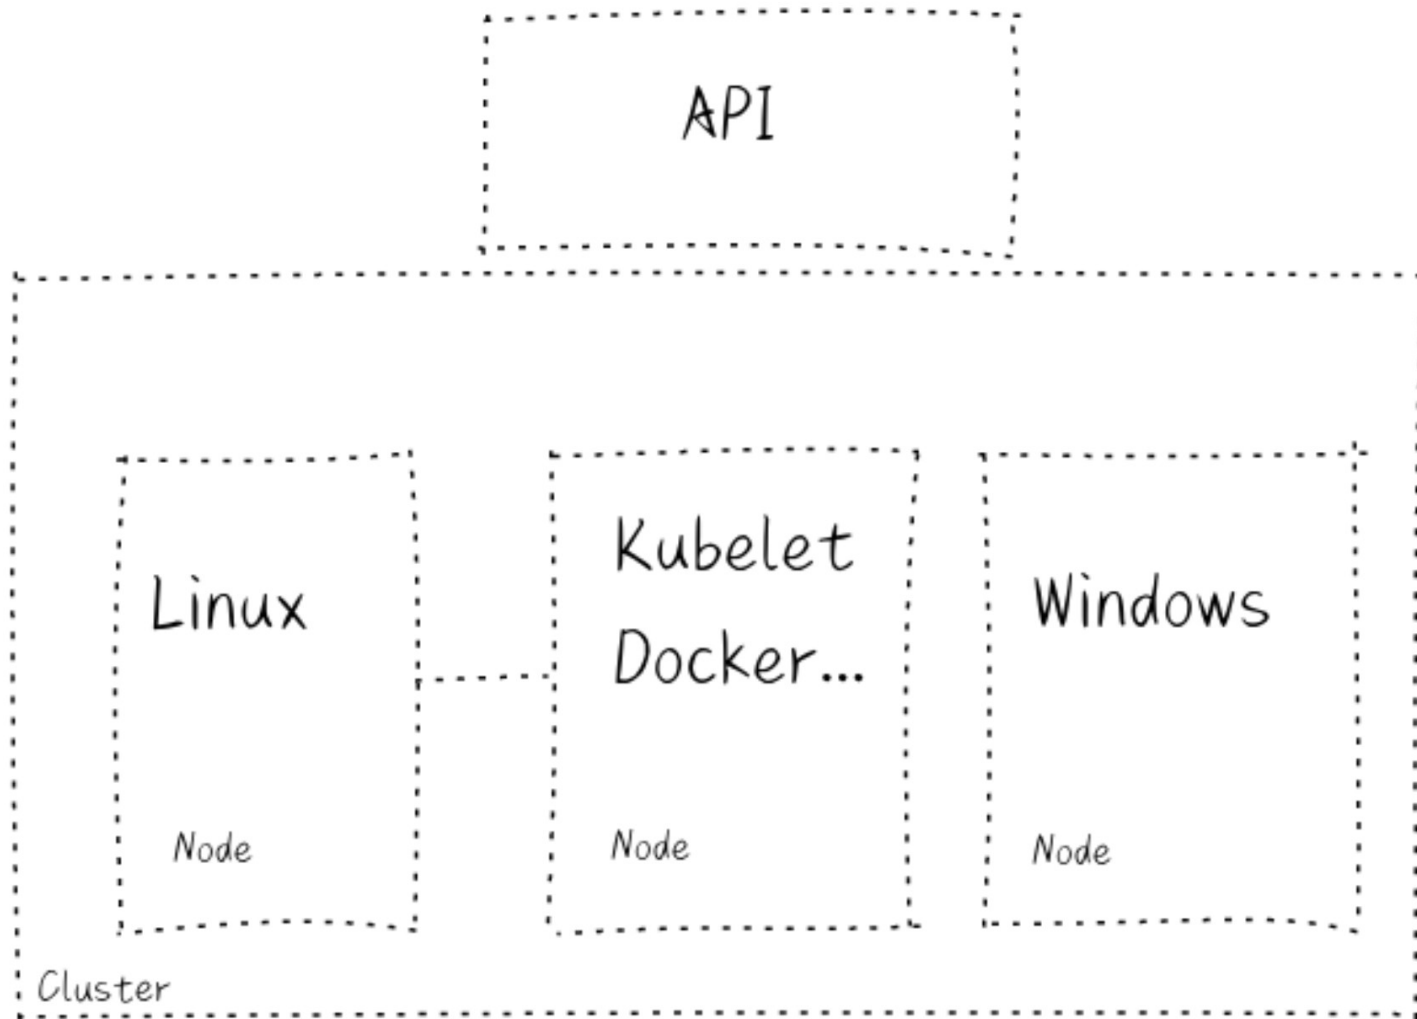 API
Linux
Kubelet
Docker...
Windows
Node
Node
Node
Cluster